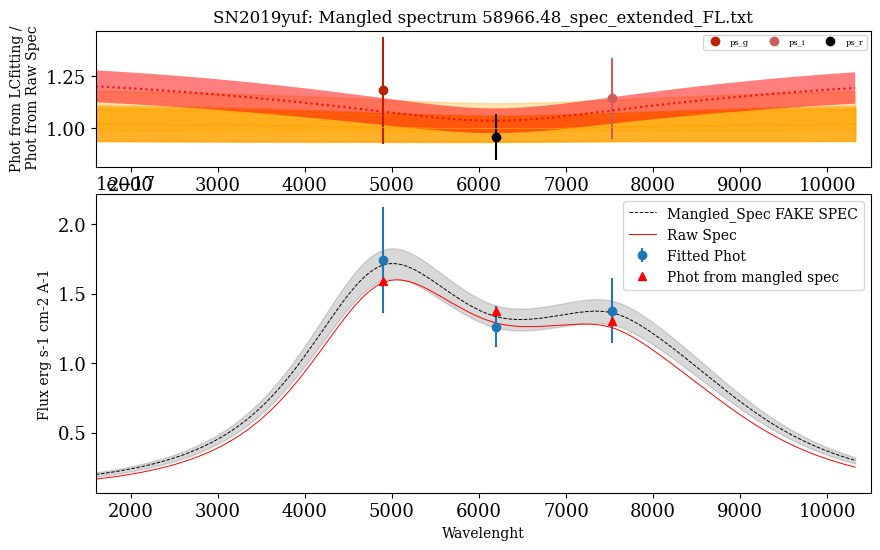 SN2019yuf: Mangled spectrum 58966.48_spec_extended_FL.txt
Phot from LCfitting /
Phot from Raw Spec
1.25
1.00
ps_g
ps_i
ps_r
2000 3000 4000 5000 6000 7000 8000 9000 10000
1e−17
2.0
1.5
1.0
0.5
Flux erg s-1 cm-2 A-1
Mangled_Spec FAKE SPEC
Raw Spec
Fitted Phot
Phot from mangled spec
2000 3000 4000 5000 6000 7000 8000 9000 10000
Wavelenght